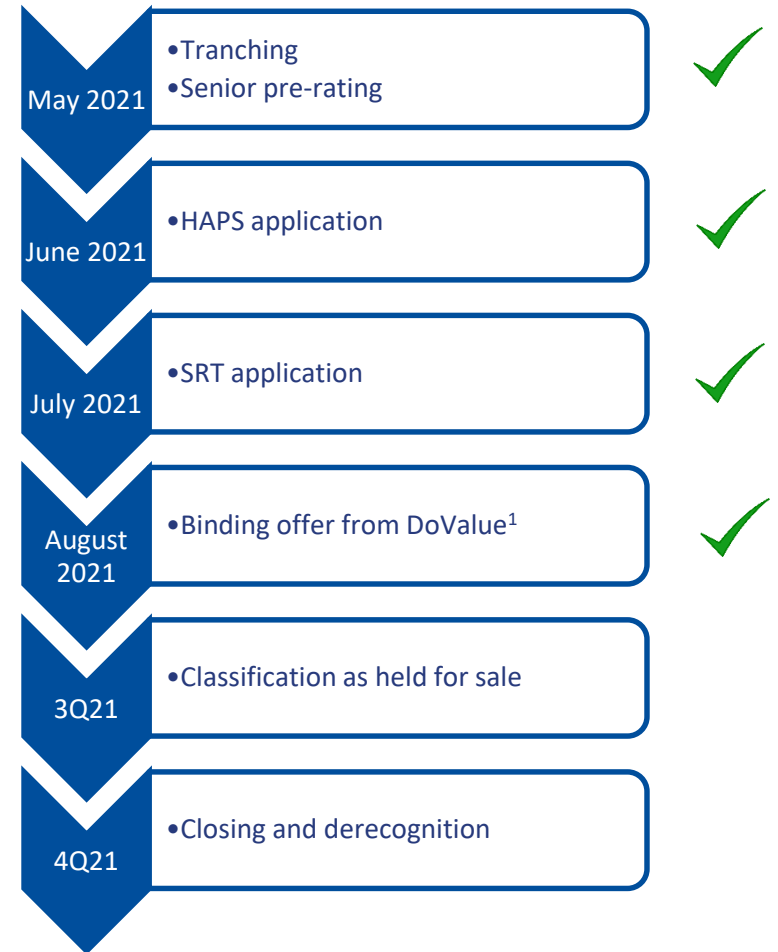 May 2021
•Tranching
•Senior pre-rating
June 2021
•HAPS application
July 2021
•SRT application
August
2021
•Binding offer from DoValue¹
3Q21
•Classification as held for sale
4Q21
•Closing and derecognition